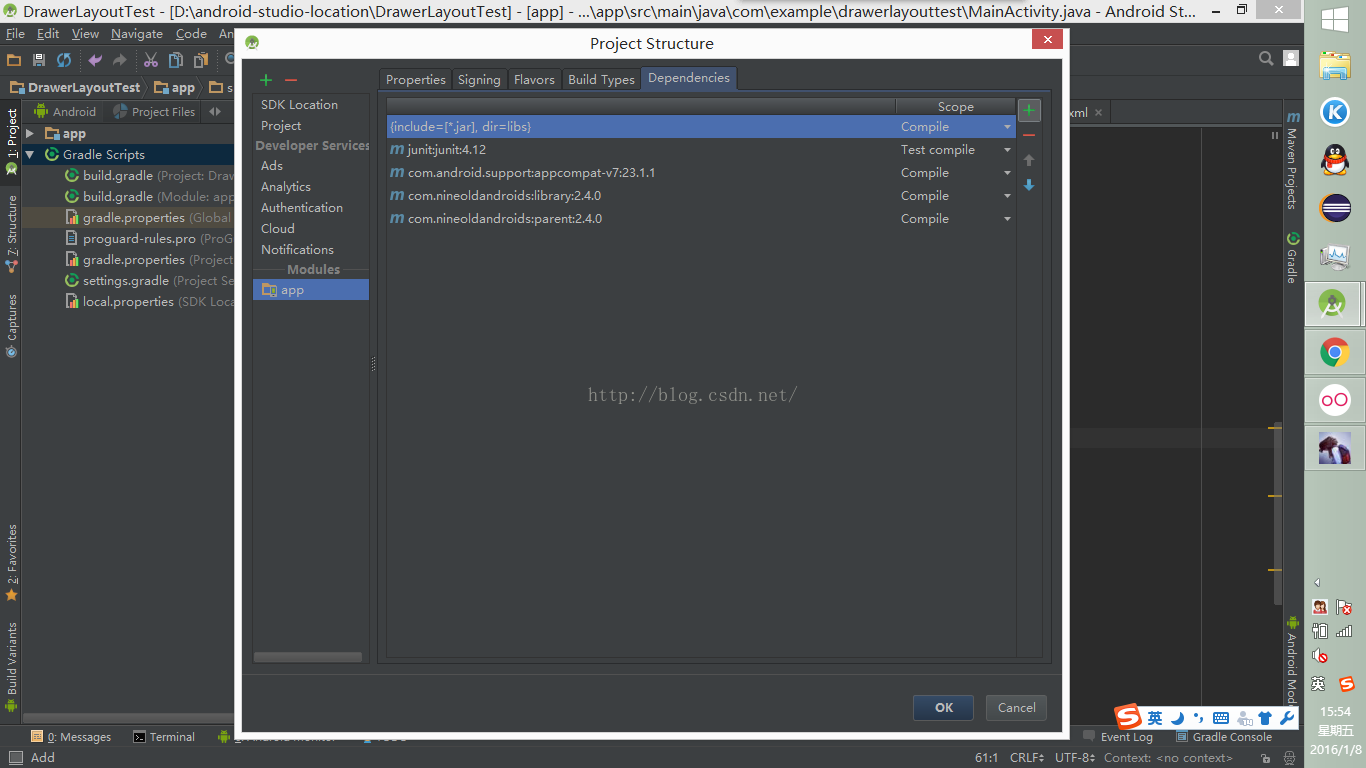 DrawerLayoutTest - [D:\android-studio-location\DrawerLayoutTest] - [app] - ...\app\src\main\java\com\example\drawerlayouttest\MainActivity.java - Android St...
File Edit View Navigate Code An
Project Structure
DrawerLayoutTest app s
Android Project Files
1: Project
app
Gradle Scripts
build.gradle (Project: Draw
build.gradle (Module: app
gradle.properties (Global
proguard-rules.pro (ProG
gradle.properties (Project
settings.gradle (Project Se
local.properties (SDK Loca
7: Structure
Captures
2: Favorites
Build Variants
SDK Location
Project
Developer Services
Ads
Analytics
Authentication
Cloud
Notifications
Modules
app
Properties Signing Flavors Build Types Dependencies
Scope
{include=[*.jar], dir=libs} Compile
junit:junit:4.12 Test compile
com.android.support:appcompat-v7:23.1.1 Compile
com.nineoldandroids:library:2.4.0 Compile
com.nineoldandroids:parent:2.4.0 Compile
http://blog.csdn.net/
OK Cancel
xml
Maven Projects
Gradle
Android Mod
0: Messages Terminal
Event Log Gradle Console
Add
61:1 CRLF UTF-8 Context: <no context>
英
英
15:54
星期五
2016/1/8